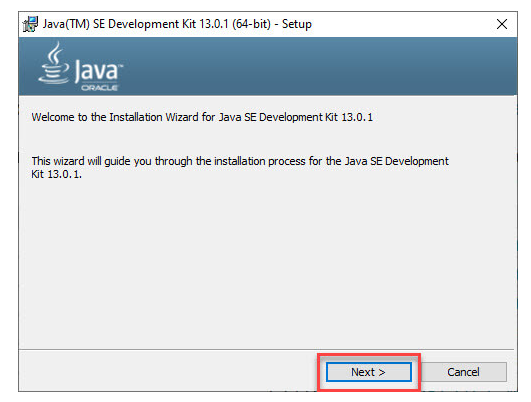 Java(TM) SE Development Kit 13.0.1 (64-bit) - Setup
Java™
ORACLE
Welcome to the Installation Wizard for Java SE Development Kit 13.0.1
This wizard will guide you through the installation process for the Java SE Development
Kit 13.0.1.
Next >
Cancel